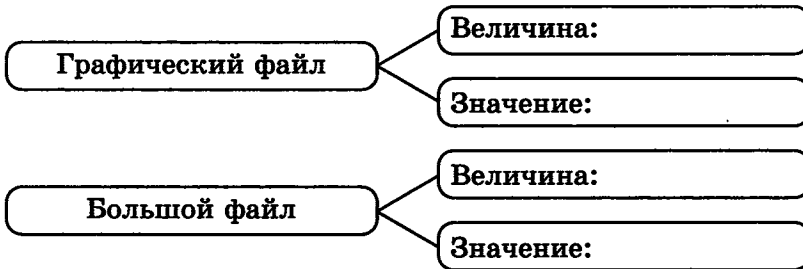 Величина:
Графический файл
Значение:
Величина:
Большой файл
Значение: